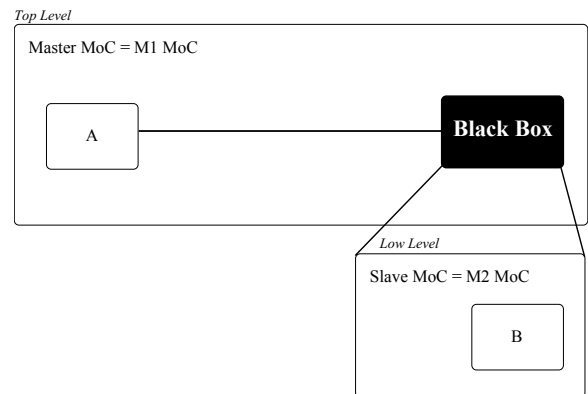 Top Level
Master MoC = M1 MoC
A
Black Box
Low Level
Slave MoC = M2 MoC
B